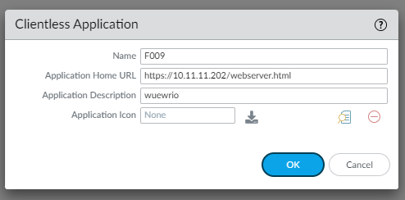 Clientless Application
Name F009
Application Home URL https://10.11.11.202/webserver.html
Application Description wuewrio
Application Icon None
OK Cancel